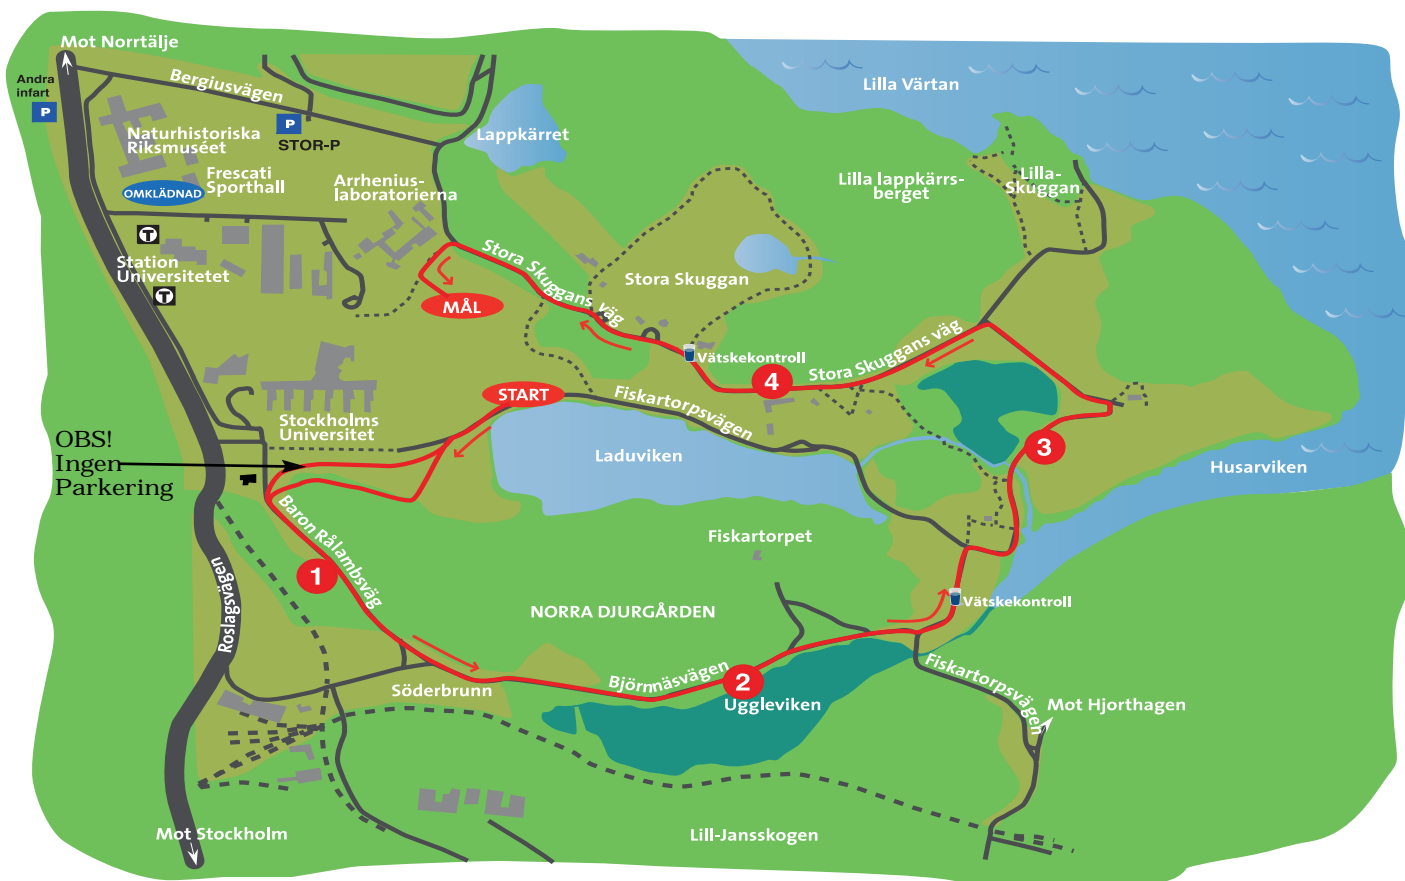 Mot Norrtälje
Andra
infart
P
Bergiusvägen
P
STOR-P
Naturhistoriska
Riksmuséet
OMKLÄDNAD
Frescati
Sporthall
Arrhenius-
laboratorierna
Lappkärret
Lilla Värtan
Lilla lappkärrs-
berget
Lilla-
Skuggan
T
Station
Universitetet
T
MÅL
Stora Skuggans väg
Stora Skuggan
Vätskekontroll
4
Stora Skuggans väg
START
Fiskartorpsvägen
Stockholms
Universitet
OBS!
Ingen
Parkering
Laduviken
3
Husarviken
Baron Rålambsväg
1
Roslagsvägen
Fiskartorpet
NORRA DJURGÅRDEN
Vätskekontroll
Söderbrunn
Björnnäsvägen
2
Uggleviken
Fiskartorpsvägen
Mot Hjorthagen
Mot Stockholm
Lill-Jansskogen